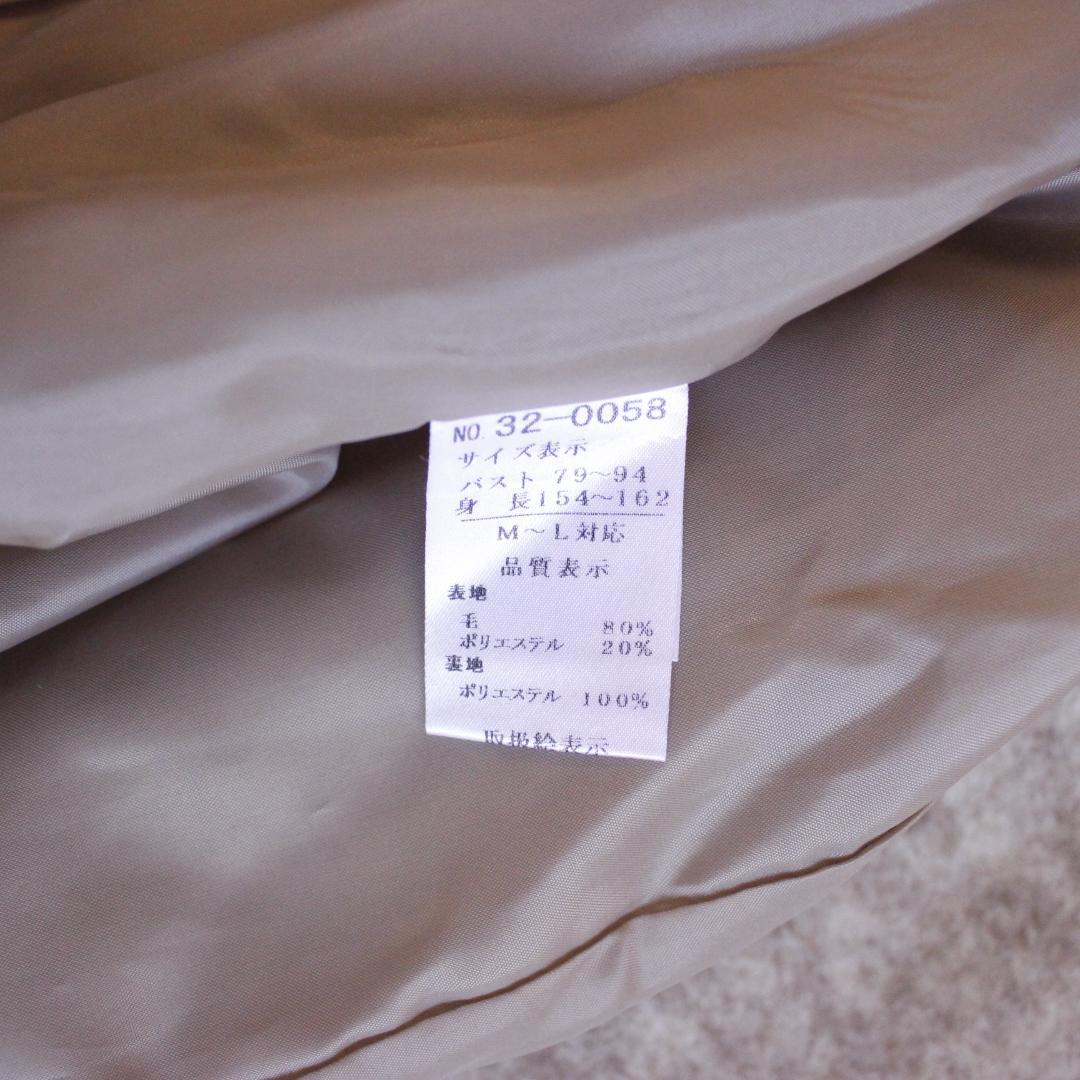 NO. 32-0058
サイズ表示
バスト 79～94
身 長154～162
M～L対応
品質表示
表地
毛 80%
ポリエステル 20%
裏地
ポリエステル 100%
取扱絵表示